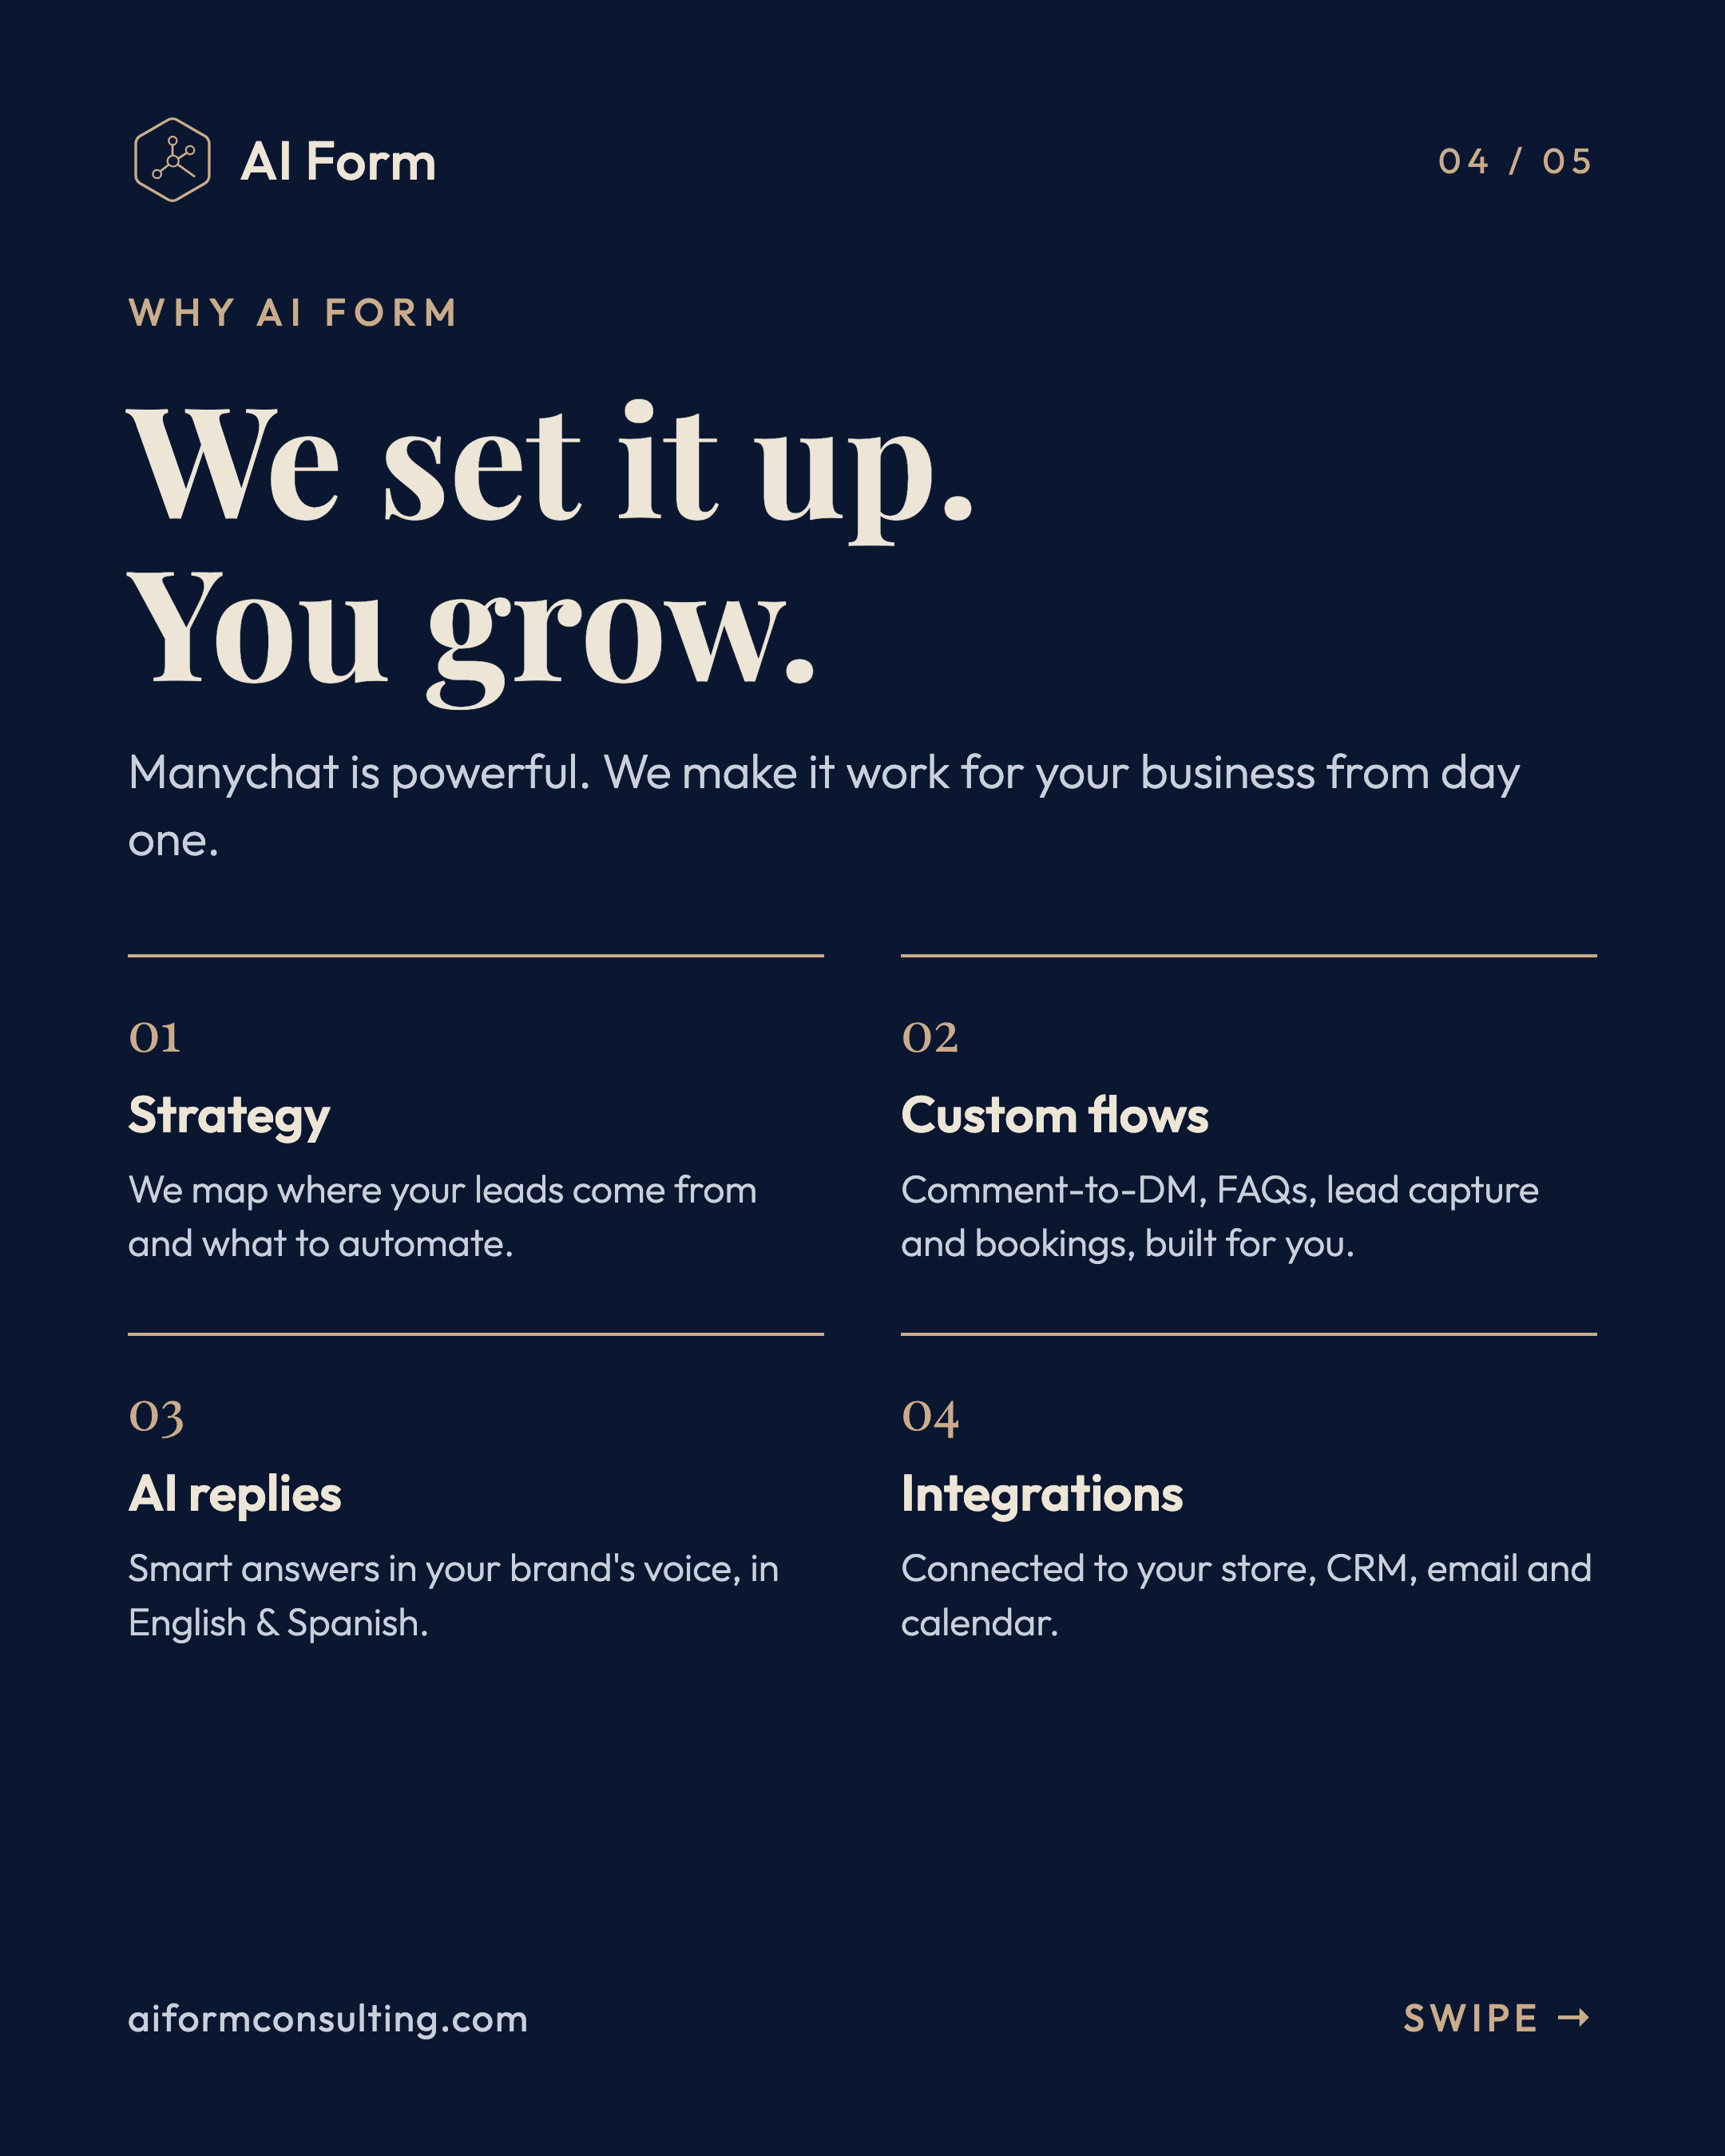 AI Form
04 / 05
WHY AI FORM
We set it up.
You grow.
Manychat is powerful. We make it work for your business from day
one.
01
Strategy
We map where your leads come from
and what to automate.
02
Custom flows
Comment-to-DM, FAQs, lead capture
and bookings, built for you.
03
AI replies
Smart answers in your brand's voice, in
English & Spanish.
04
Integrations
Connected to your store, CRM, email and
calendar.
aiformconsulting.com
SWIPE →